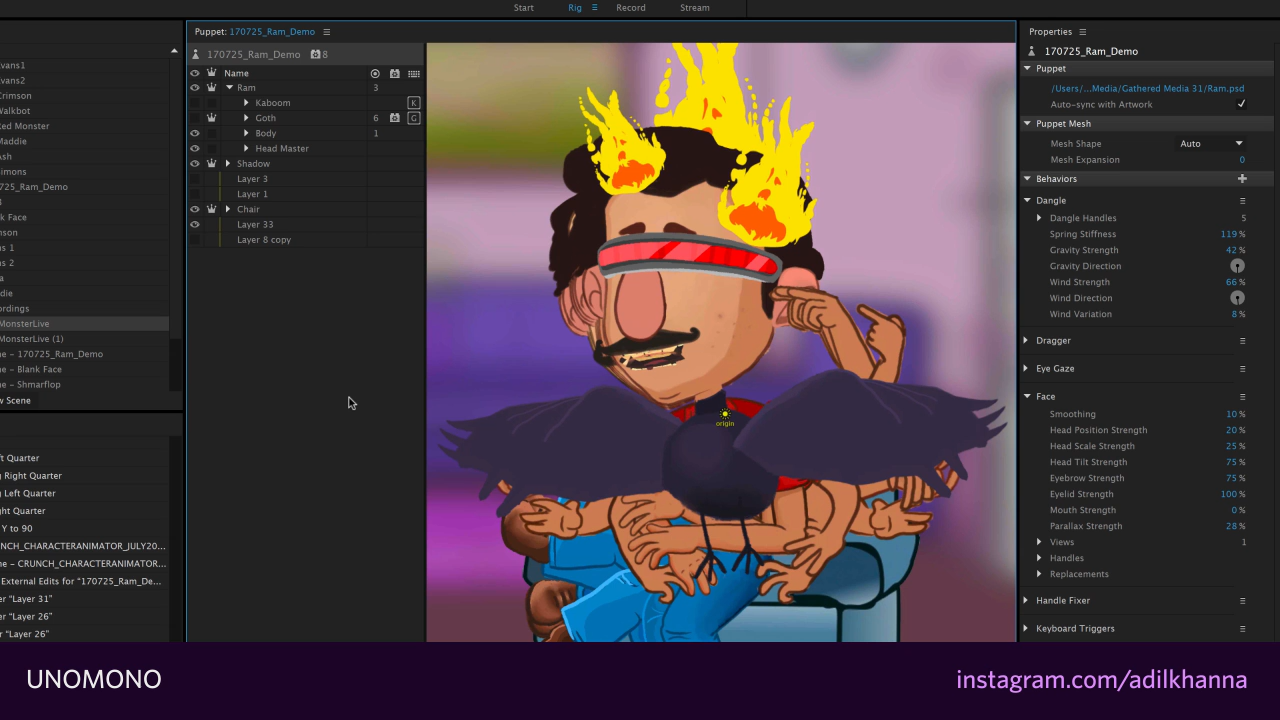 Start Rig Record Stream
Puppet: 170725_Ram_Demo
170725_Ram_Demo 8
Name
Ram 3
Kaboom K
Goth 6 G
Body 1
Head Master
Shadow
Layer 3
Layer 1
Chair
Layer 33
Layer 8 copy
vans1
vans2
Crimson
Walkbot
ed Monster
Maddie
Ash
imons
725_Ram_Demo
k Face
nson
ns 1
ns 2
a
die
ordings
MonsterLive
MonsterLive (1)
ne – 170725_Ram_Demo
ne – Blank Face
ne – Shmarflop
w Scene
ft Quarter
g Right Quarter
g Left Quarter
ght Quarter
Y to 90
NCH_CHARACTERANIMATOR_JULY20...
ne – CRUNCH_CHARACTERANIMATOR...
External Edits for "170725_Ram_De...
er "Layer 31"
er "Layer 26"
r "Layer 26"
origin
Properties
170725_Ram_Demo
Puppet
/Users/...Media/Gathered Media 31/Ram.psd
Auto-sync with Artwork
Puppet Mesh
Mesh Shape Auto
Mesh Expansion 0
Behaviors
Dangle
Dangle Handles 5
Spring Stiffness 119 %
Gravity Strength 42 %
Gravity Direction
Wind Strength 66 %
Wind Direction
Wind Variation 8 %
Dragger
Eye Gaze
Face
Smoothing 10 %
Head Position Strength 20 %
Head Scale Strength 25 %
Head Tilt Strength 75 %
Eyebrow Strength 75 %
Eyelid Strength 100 %
Mouth Strength 0 %
Parallax Strength 28 %
Views 1
Handles
Replacements
Handle Fixer
Keyboard Triggers
UNOMONO
instagram.com/adilkhanna